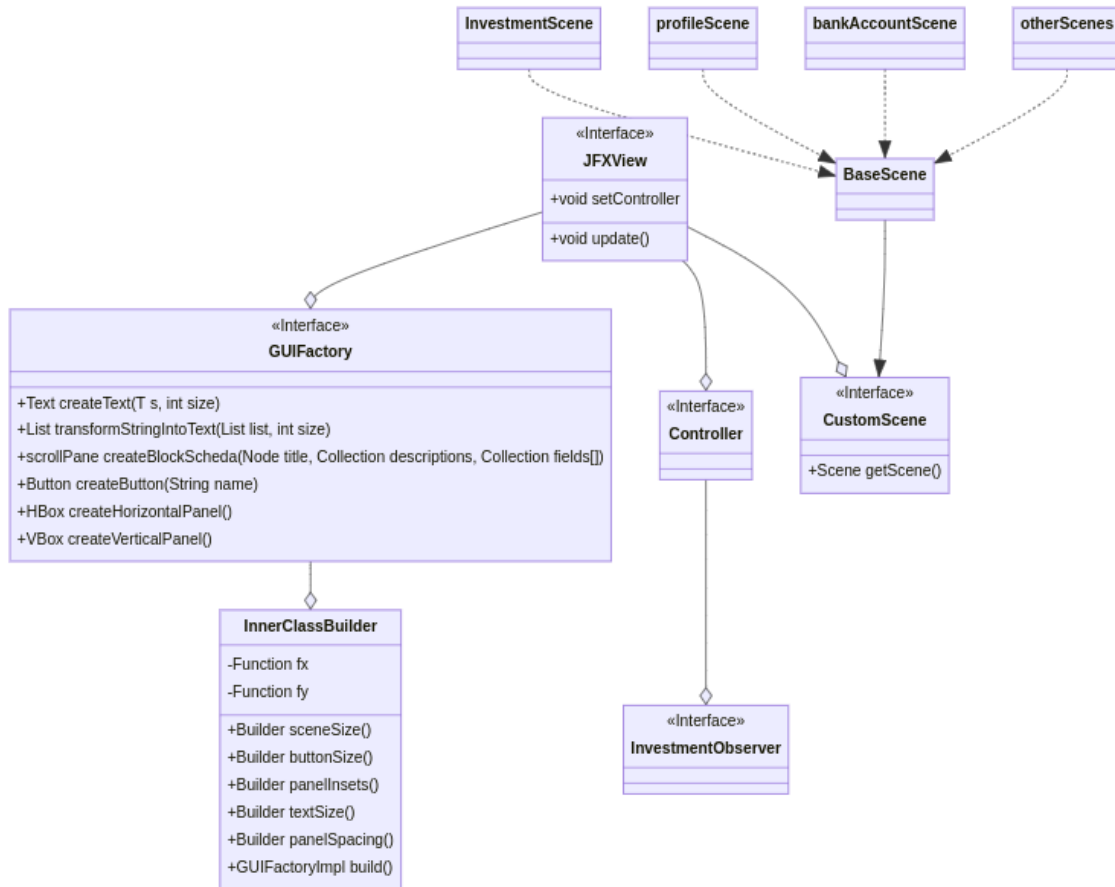 InvestmentScene
profileScene
bankAccountScene
otherScenes
«Interface»
JFXView
+void setController
+void update()
BaseScene
«Interface»
GUIFactory
+Text createText(T s, int size)
+List transformStringIntoText(List list, int size)
+scrollPane createBlockScheda(Node title, Collection descriptions, Collection fields[])
+Button createButton(String name)
+HBox createHorizontalPanel()
+VBox createVerticalPanel()
«Interface»
Controller
«Interface»
CustomScene
+Scene getScene()
InnerClassBuilder
-Function fx
-Function fy
+Builder sceneSize()
+Builder buttonSize()
+Builder panelInsets()
+Builder textSize()
+Builder panelSpacing()
+GUIFactoryImpl build()
«Interface»
InvestmentObserver